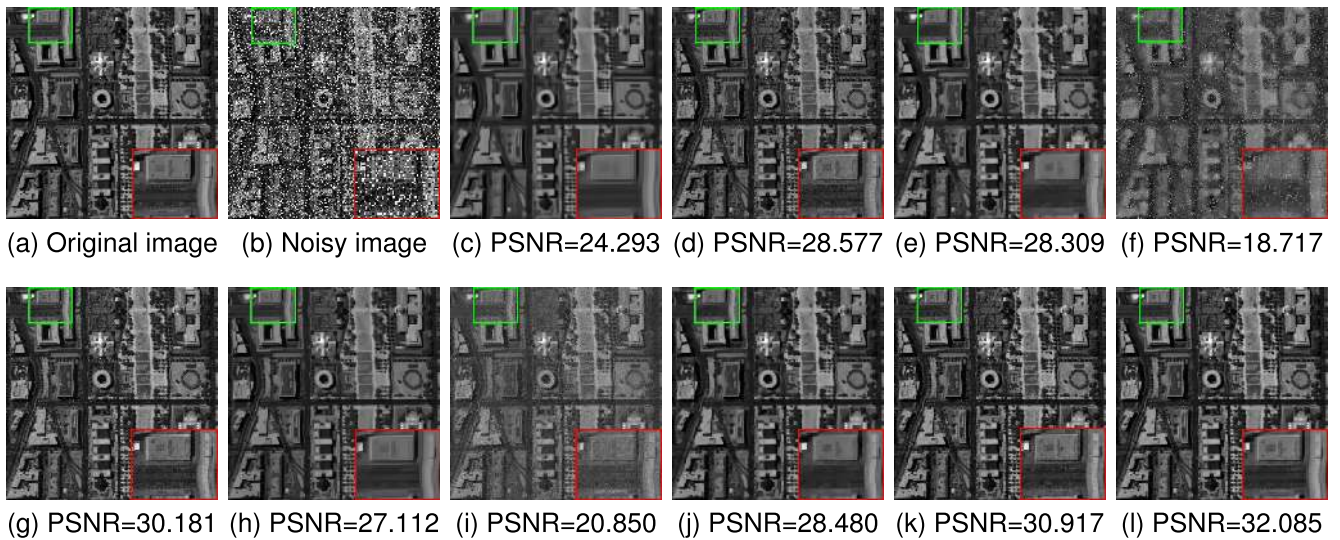 (a) Original image (b) Noisy image (c) PSNR=24.293 (d) PSNR=28.577 (e) PSNR=28.309 (f) PSNR=18.717
(g) PSNR=30.181 (h) PSNR=27.112 (i) PSNR=20.850 (j) PSNR=28.480 (k) PSNR=30.917 (l) PSNR=32.085